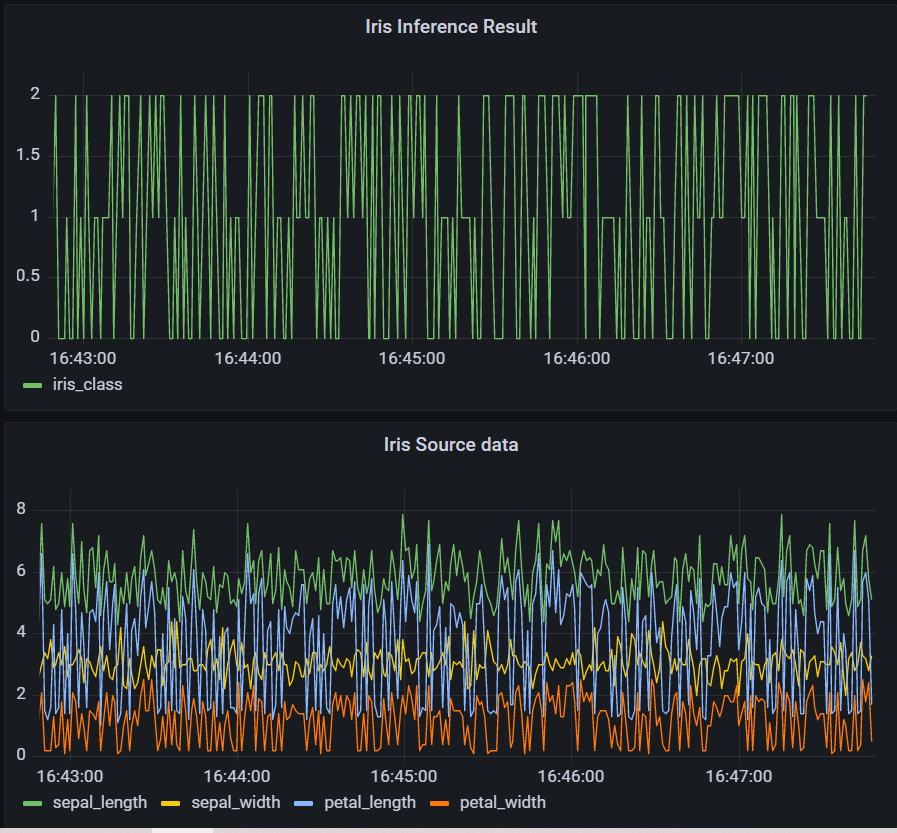 Iris Inference Result
2
1.5
1
0.5
0
16:43:00 16:44:00 16:45:00 16:46:00 16:47:00
iris_class
Iris Source data
8
6
4
2
0
16:43:00 16:44:00 16:45:00 16:46:00 16:47:00
sepal_length sepal_width petal_length petal_width